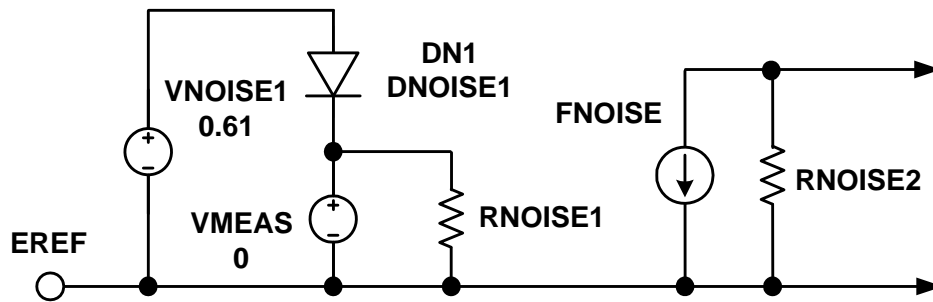 DN1
DNOISE1
VNOISE1
0.61
FNOISE
RNOISE2
VMEAS
0
RNOISE1
EREF